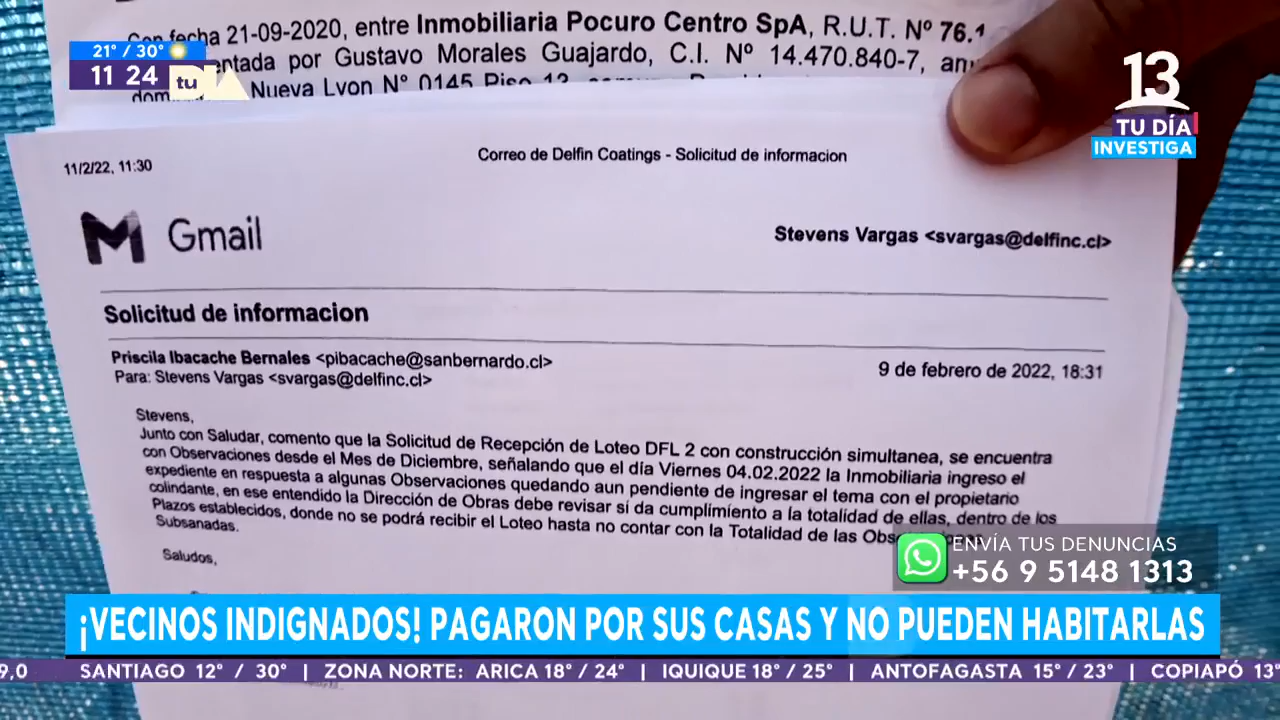 Con fecha 21-09-2020, entre Inmobiliaria Pocuro Centro SpA, R.U.T. Nº 76.1
entada por Gustavo Morales Guajardo, C.I. Nº 14.470.840-7,
Nueva Lyon Nº 0145 Piso 13,
21° / 30°
11 24 tu DÍA
13
TU DÍA
INVESTIGA
11/2/22, 11:30
Correo de Delfin Coatings - Solicitud de informacion
M Gmail
Stevens Vargas <svargas@delfinc.cl>
Solicitud de informacion
Priscila Ibacache Bernales <pibacache@sanbernardo.cl>
9 de febrero de 2022, 18:31
Para: Stevens Vargas <svargas@delfinc.cl>
Stevens,
Junto con Saludar, comento que la Solicitud de Recepción de Loteo DFL 2 con construcción simultanea, se encuentra
con Observaciones desde el Mes de Diciembre, señalando que el día Viernes 04.02.2022 la Inmobiliaria ingreso el
expediente en respuesta a algunas Observaciones quedando aun pendiente de ingresar el tema con el propietario
colindante, en ese entendido la Dirección de Obras debe revisar sí da cumplimiento a la totalidad de ellas, dentro de los
Plazos establecidos, donde no se podrá recibir el Loteo hasta no contar con la Totalidad de las
Subsanadas.
Saludos,
ENVÍA TUS DENUNCIAS
+56 9 5148 1313
¡VECINOS INDIGNADOS! PAGARON POR SUS CASAS Y NO PUEDEN HABITARLAS
9,0 SANTIAGO 12° / 30° | ZONA NORTE: ARICA 18° / 24° | IQUIQUE 18° / 25° | ANTOFAGASTA 15° / 23° | COPIAPÓ 13°